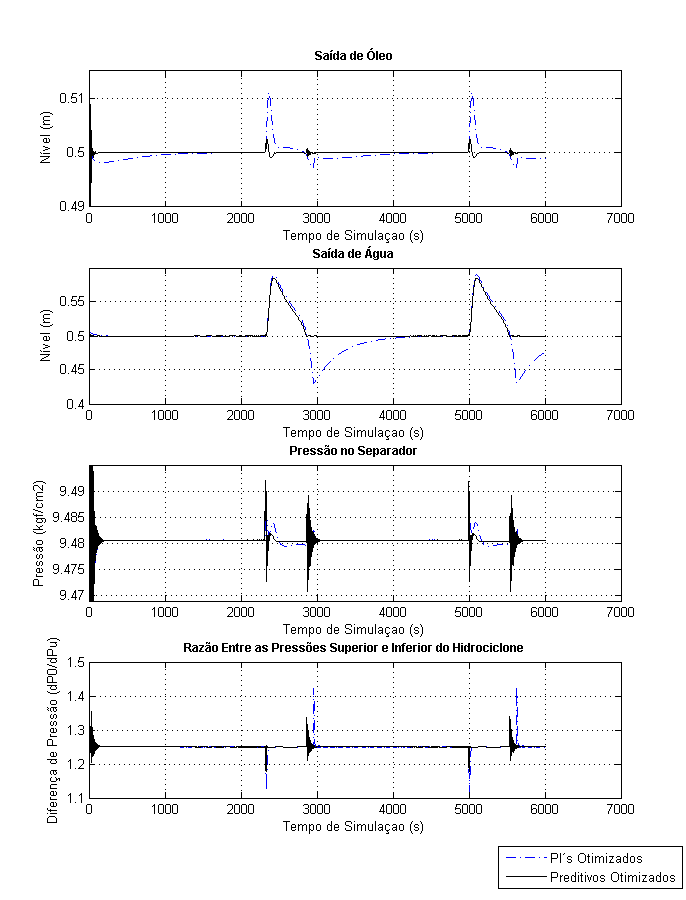 Saída de Óleo
0.51
0.5
0.49
Nível (m)
0 1000 2000 3000 4000 5000 6000 7000
Tempo de Simulaçao (s)
Saída de Água
0.55
0.5
0.45
0.4
Nível (m)
0 1000 2000 3000 4000 5000 6000 7000
Tempo de Simulaçao (s)
Pressão no Separador
9.49
9.485
9.48
9.475
9.47
Pressão (kgf/cm2)
0 1000 2000 3000 4000 5000 6000 7000
Tempo de Simulaçao (s)
Razão Entre as Pressões Superior e Inferior do Hidrociclone
1.5
1.4
1.3
1.2
1.1
Diferença de Pressão (dP0/dPu)
0 1000 2000 3000 4000 5000 6000 7000
Tempo de Simulaçao (s)
PI´s Otimizados
Preditivos Otimizados